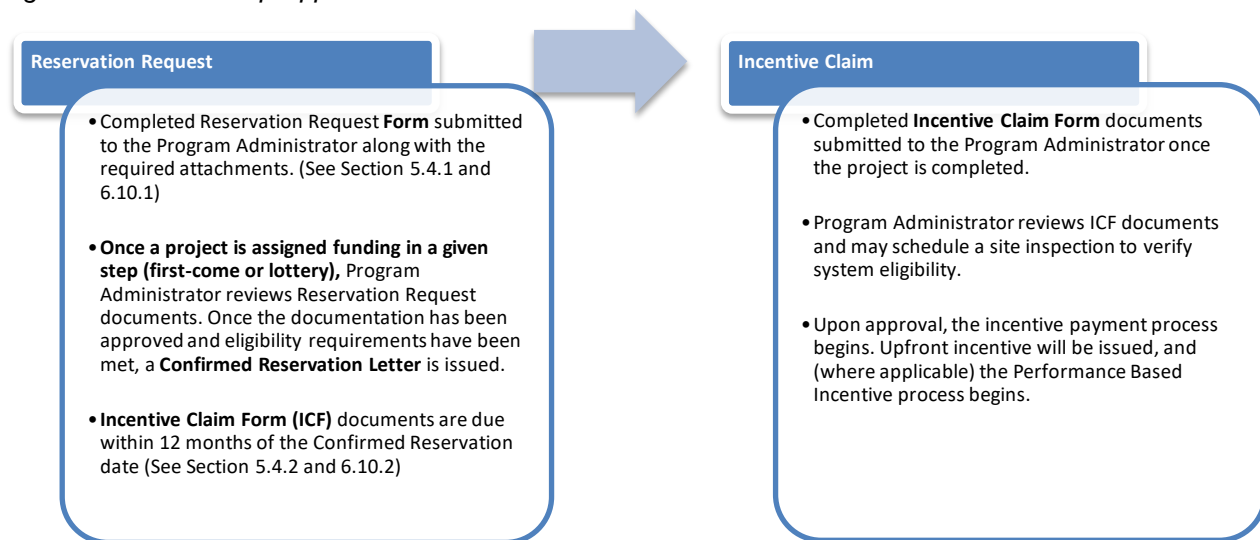 Reservation Request
• Completed Reservation Request Form submitted
to the Program Administrator along with the
required attachments. (See Section 5.4.1 and
6.10.1)
• Once a project is assigned funding in a given
step (first-come or lottery), Program
Administrator reviews Reservation Request
documents. Once the documentation has been
approved and eligibility requirements have been
met, a Confirmed Reservation Letter is issued.
• Incentive Claim Form (ICF) documents are due
within 12 months of the Confirmed Reservation
date (See Section 5.4.2 and 6.10.2)
Incentive Claim
• Completed Incentive Claim Form documents
submitted to the Program Administrator once
the project is completed.
• Program Administrator reviews ICF documents
and may schedule a site inspection to verify
system eligibility.
• Upon approval, the incentive payment process
begins. Upfront incentive will be issued, and
(where applicable) the Performance Based
Incentive process begins.